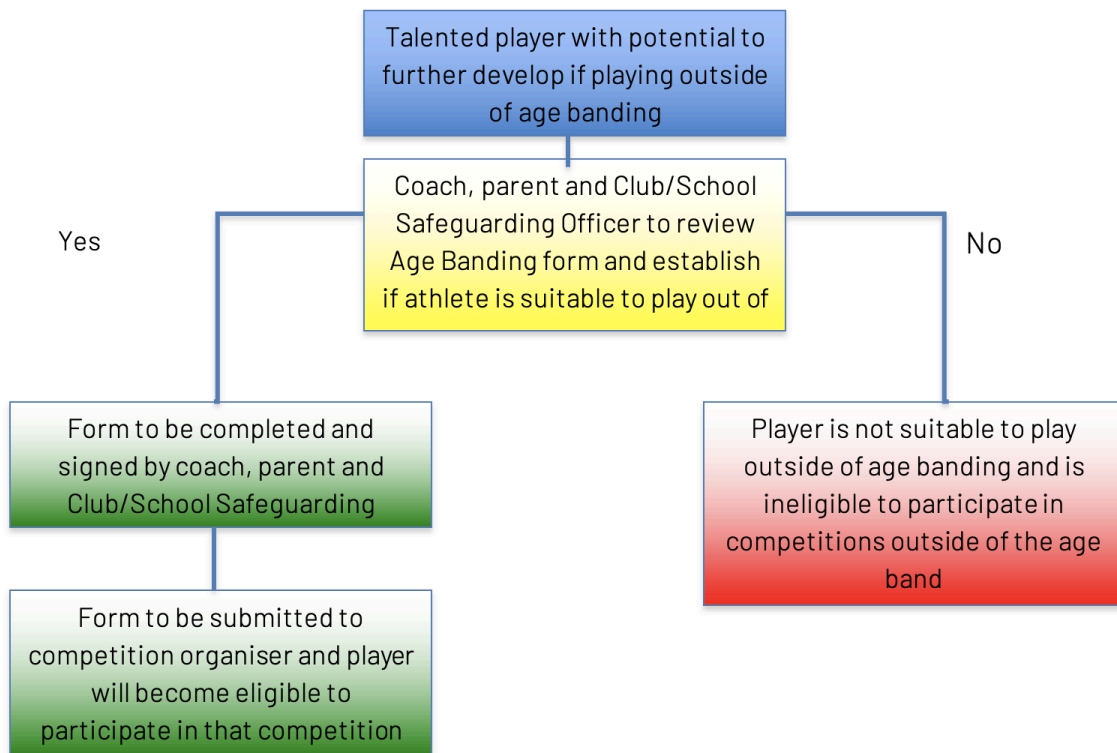 Talented player with potential to
further develop if playing outside
of age banding
Coach, parent and Club/School
Safeguarding Officer to review
Age Banding form and establish
if athlete is suitable to play out of
Yes
No
Form to be completed and
signed by coach, parent and
Club/School Safeguarding
Player is not suitable to play
outside of age banding and is
ineligible to participate in
competitions outside of the age
band
Form to be submitted to
competition organiser and player
will become eligible to
participate in that competition